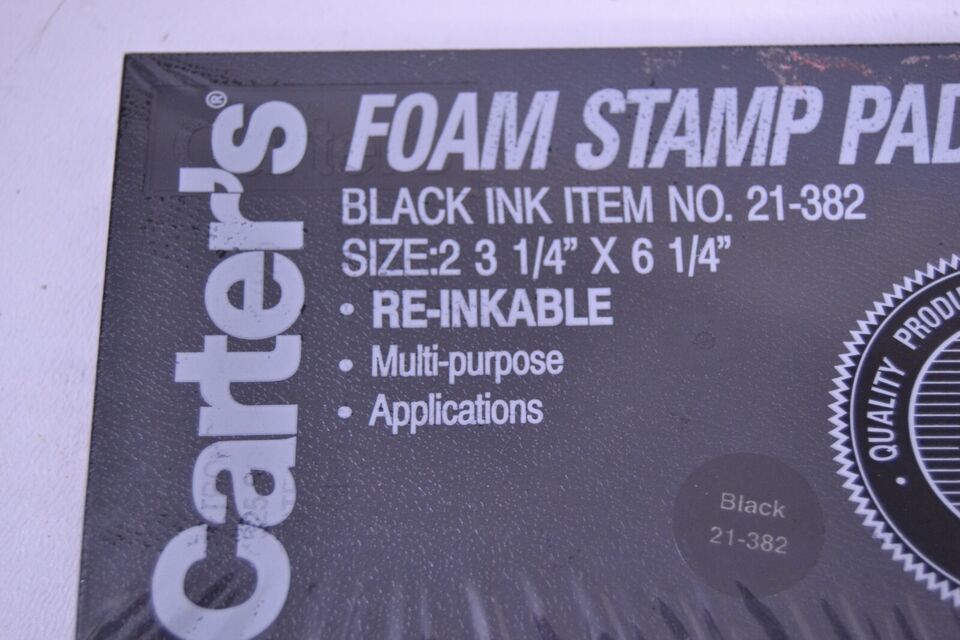 carter's®
FOAM STAMP PAD
BLACK INK ITEM NO. 21-382
SIZE:2 3 1/4” X 6 1/4”
• RE-INKABLE
• Multi-purpose
• Applications
QUALITY
Black
21-382